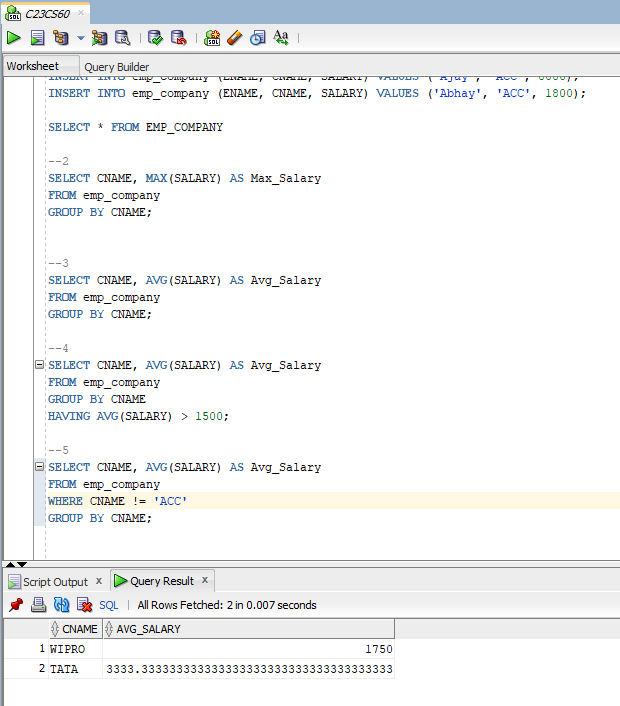 C23CS60
SQL
Aa
Worksheet Query Builder
INSERT INTO emp_company (ENAME, CNAME, SALARY) VALUES ('Ajay', 'ACC',
INSERT INTO emp_company (ENAME, CNAME, SALARY) VALUES ('Abhay', 'ACC', 1800);
SELECT * FROM EMP_COMPANY
--2
SELECT CNAME, MAX(SALARY) AS Max_Salary
FROM emp_company
GROUP BY CNAME;
--3
SELECT CNAME, AVG(SALARY) AS Avg_Salary
FROM emp_company
GROUP BY CNAME;
--4
SELECT CNAME, AVG(SALARY) AS Avg_Salary
FROM emp_company
GROUP BY CNAME
HAVING AVG(SALARY) > 1500;
--5
SELECT CNAME, AVG(SALARY) AS Avg_Salary
FROM emp_company
WHERE CNAME != 'ACC'
GROUP BY CNAME;
Script Output x Query Result x
SQL | All Rows Fetched: 2 in 0.007 seconds
CNAME AVG_SALARY
1 WIPRO 1750
2 TATA 3333.33333333333333333333333333333333333